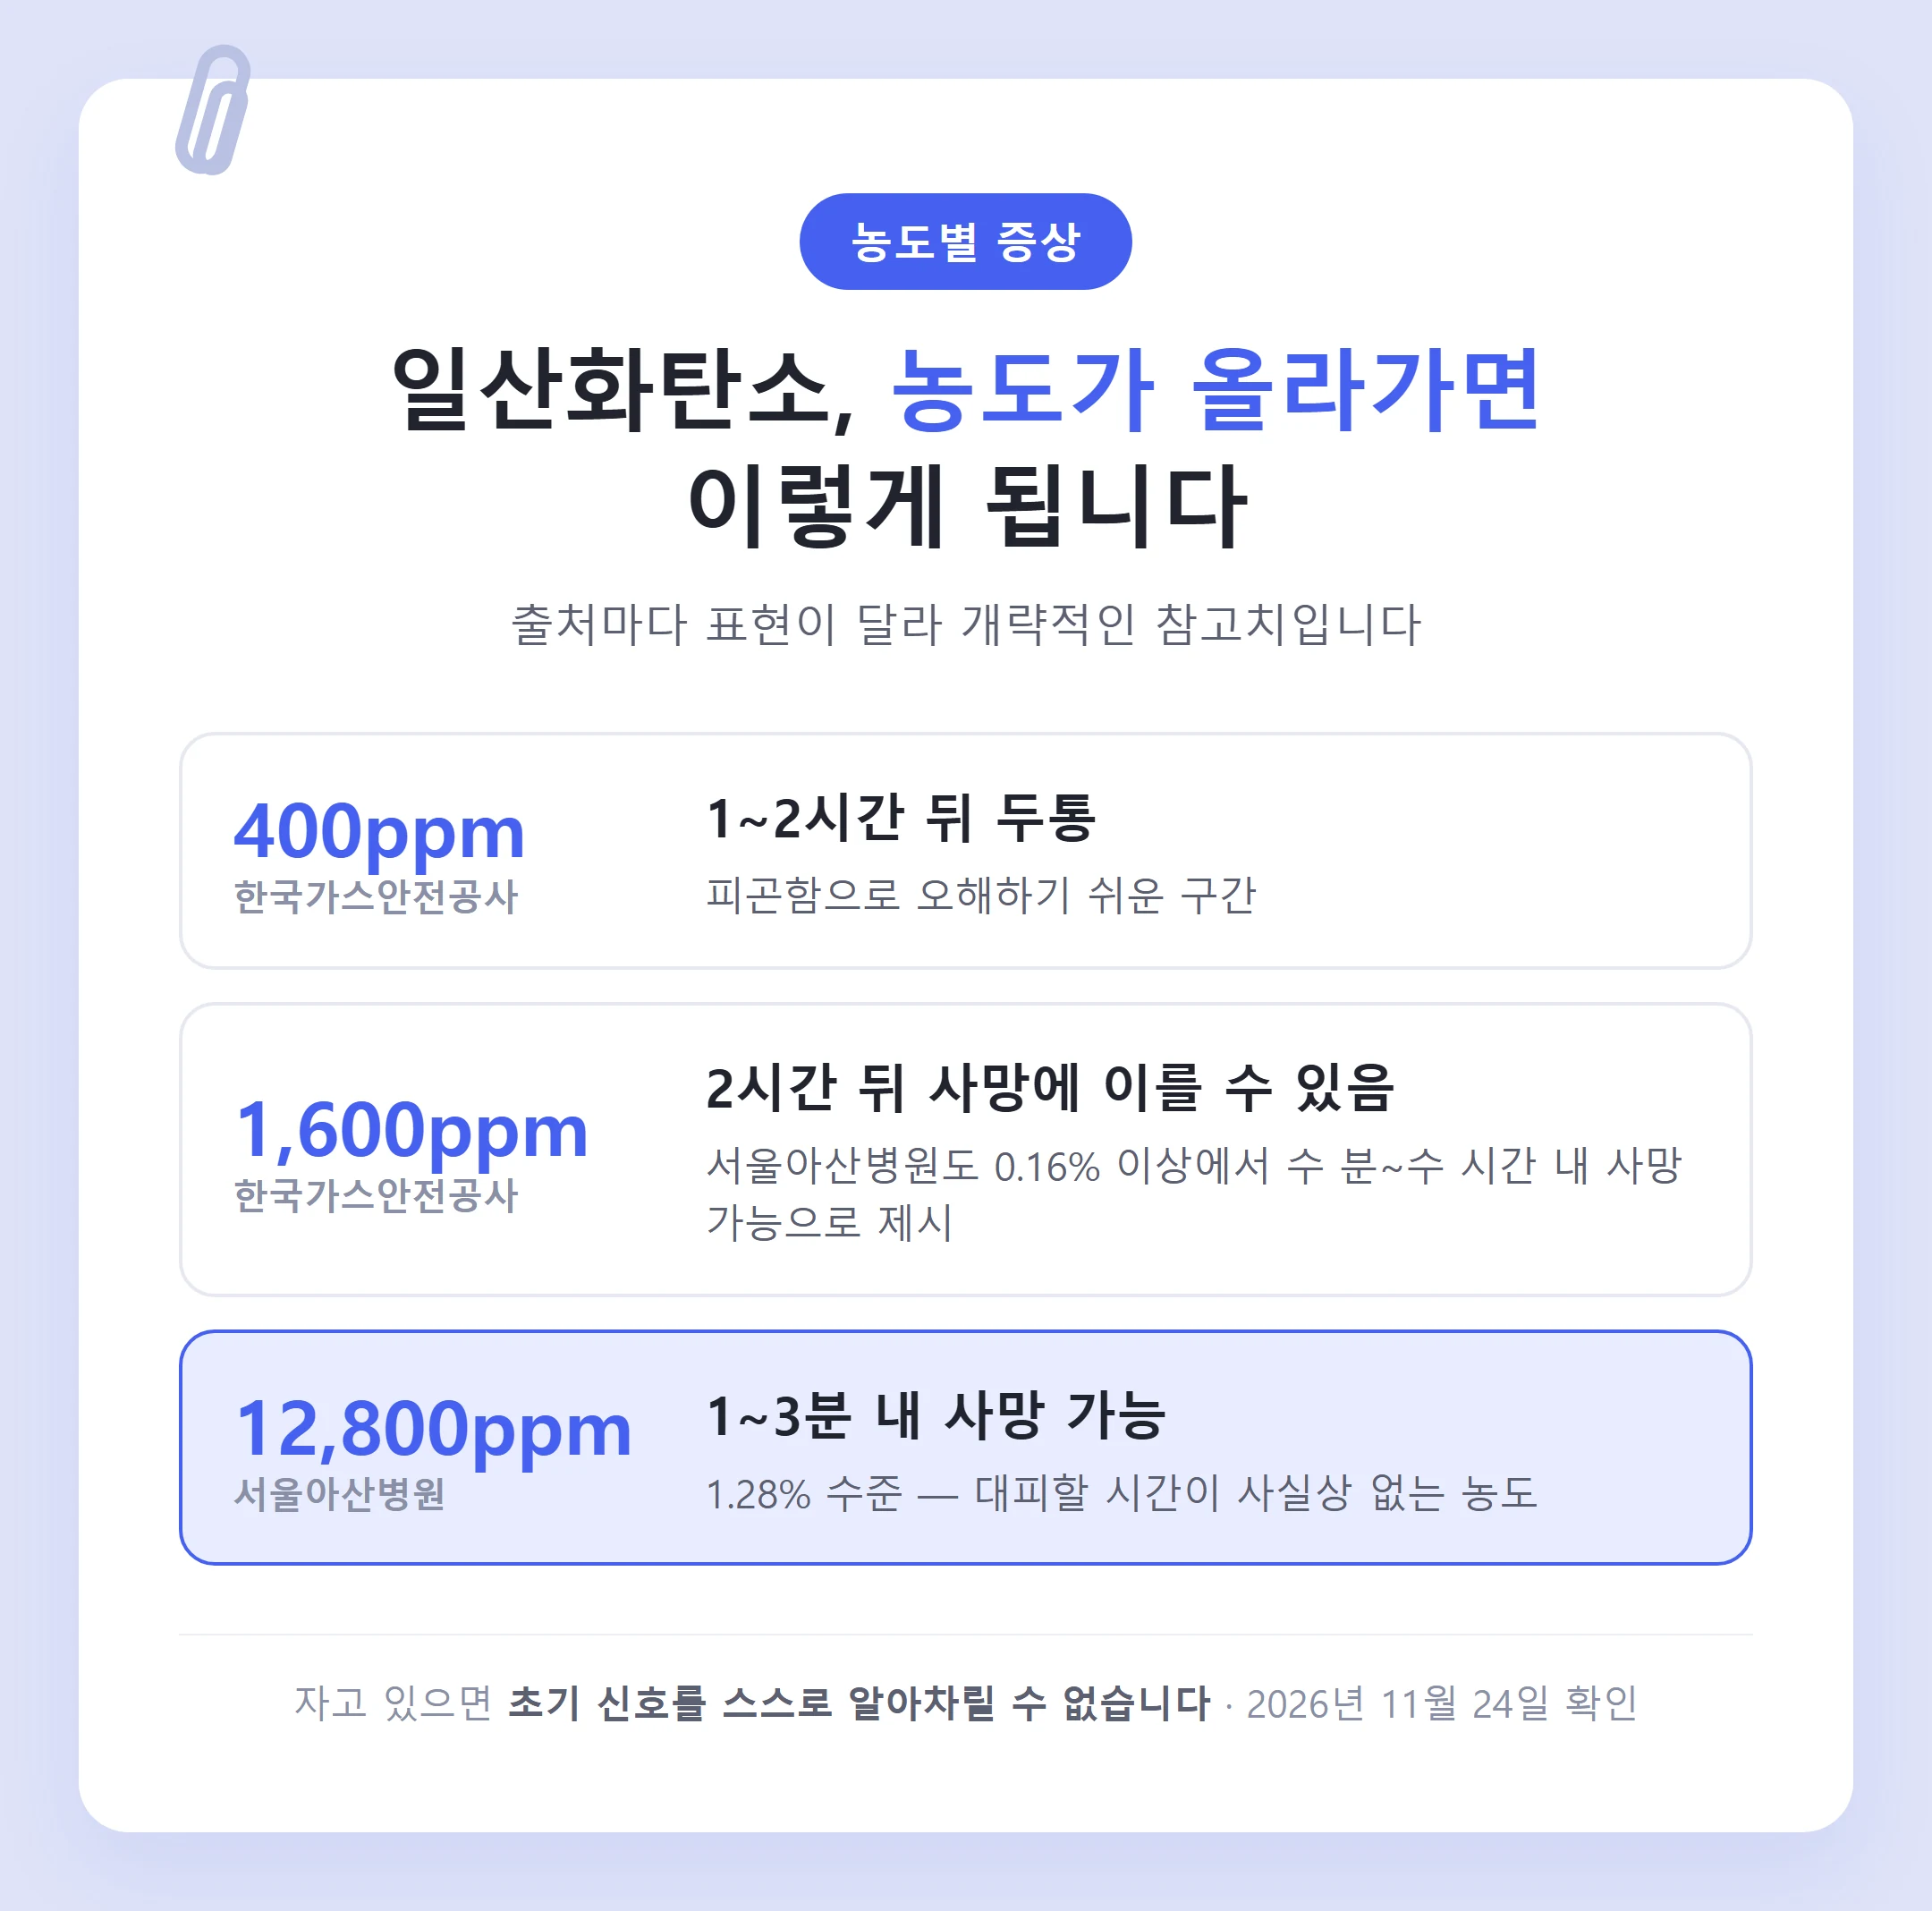 농도별 증상
일산화탄소, 농도가 올라가면
이렇게 됩니다
출처마다 표현이 달라 개략적인 참고치입니다
400ppm
한국가스안전공사
1~2시간 뒤 두통
피곤함으로 오해하기 쉬운 구간
1,600ppm
한국가스안전공사
2시간 뒤 사망에 이를 수 있음
서울아산병원도 0.16% 이상에서 수 분~수 시간 내 사망
가능으로 제시
12,800ppm
서울아산병원
1~3분 내 사망 가능
1.28% 수준 — 대피할 시간이 사실상 없는 농도
자고 있으면 초기 신호를 스스로 알아차릴 수 없습니다 · 2026년 11월 24일 확인